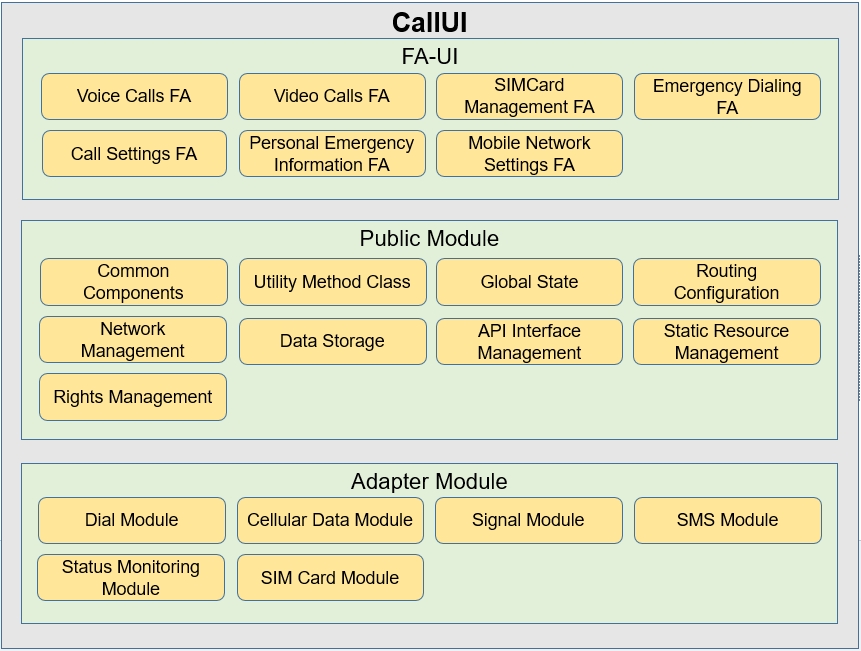 CallUI
FA-UI
Voice Calls FA
Video Calls FA
SIMCard
Management FA
Emergency Dialing
FA
Call Settings FA
Personal Emergency
Information FA
Mobile Network
Settings FA
Public Module
Common
Components
Utility Method Class
Global State
Routing
Configuration
Network
Management
Data Storage
API Interface
Management
Static Resource
Management
Rights Management
Adapter Module
Dial Module
Cellular Data Module
Signal Module
SMS Module
Status Monitoring
Module
SIM Card Module